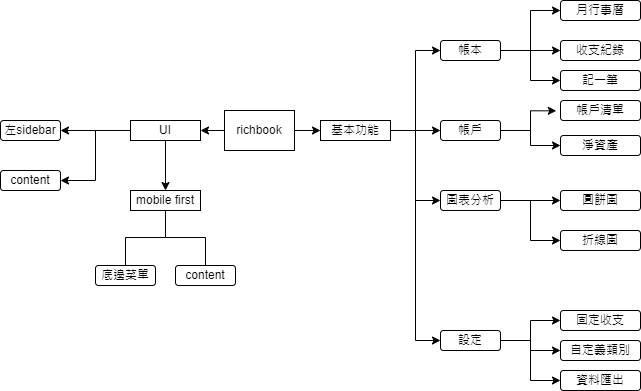 月行事曆
帳本
收支紀錄
記一筆
帳戶清單
左sidebar
UI
richbook
基本功能
帳戶
淨資產
content
mobile first
圖表分析
圓餅圖
折線圖
底邊菜單
content
固定收支
設定
自定義類別
資料匯出